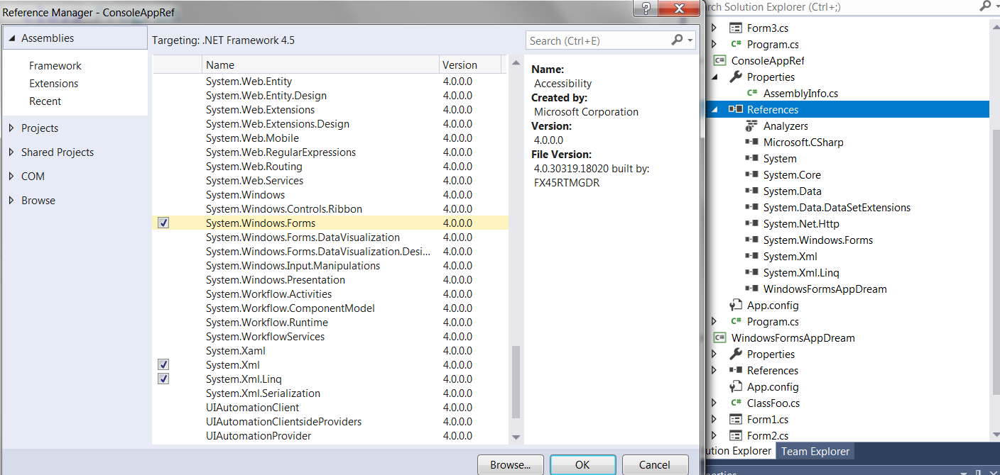 Reference Manager - ConsoleAppRef
?
Assemblies
Framework
Extensions
Recent
Projects
Shared Projects
COM
Browse
Targeting: .NET Framework 4.5
Search (Ctrl+E)
Name Version
System.Web.Entity 4.0.0.0
System.Web.Entity.Design 4.0.0.0
System.Web.Extensions 4.0.0.0
System.Web.Extensions.Design 4.0.0.0
System.Web.Mobile 4.0.0.0
System.Web.RegularExpressions 4.0.0.0
System.Web.Routing 4.0.0.0
System.Web.Services 4.0.0.0
System.Windows 4.0.0.0
System.Windows.Controls.Ribbon 4.0.0.0
System.Windows.Forms 4.0.0.0
System.Windows.Forms.DataVisualization 4.0.0.0
System.Windows.Forms.DataVisualization.Desi... 4.0.0.0
System.Windows.Input.Manipulations 4.0.0.0
System.Windows.Presentation 4.0.0.0
System.Workflow.Activities 4.0.0.0
System.Workflow.ComponentModel 4.0.0.0
System.Workflow.Runtime 4.0.0.0
System.WorkflowServices 4.0.0.0
System.Xaml 4.0.0.0
System.Xml 4.0.0.0
System.Xml.Linq 4.0.0.0
System.Xml.Serialization 4.0.0.0
UIAutomationClient 4.0.0.0
UIAutomationClientsideProviders 4.0.0.0
UIAutomationProvider 4.0.0.0
Name:
Accessibility
Created by:
Microsoft Corporation
Version:
4.0.0.0
File Version:
4.0.30319.18020 built by:
FX45RTMGDR
Browse... OK Cancel
rch Solution Explorer (Ctrl+;)
Form3.cs
C# Program.cs
C# ConsoleAppRef
Properties
C# AssemblyInfo.cs
References
Analyzers
Microsoft.CSharp
System
System.Core
System.Data
System.Data.DataSetExtensions
System.Net.Http
System.Windows.Forms
System.Xml
System.Xml.Linq
WindowsFormsAppDream
App.config
C# Program.cs
C# WindowsFormsAppDream
Properties
References
App.config
C# ClassFoo.cs
Form1.cs
Form2.cs
ution Explorer Team Explorer